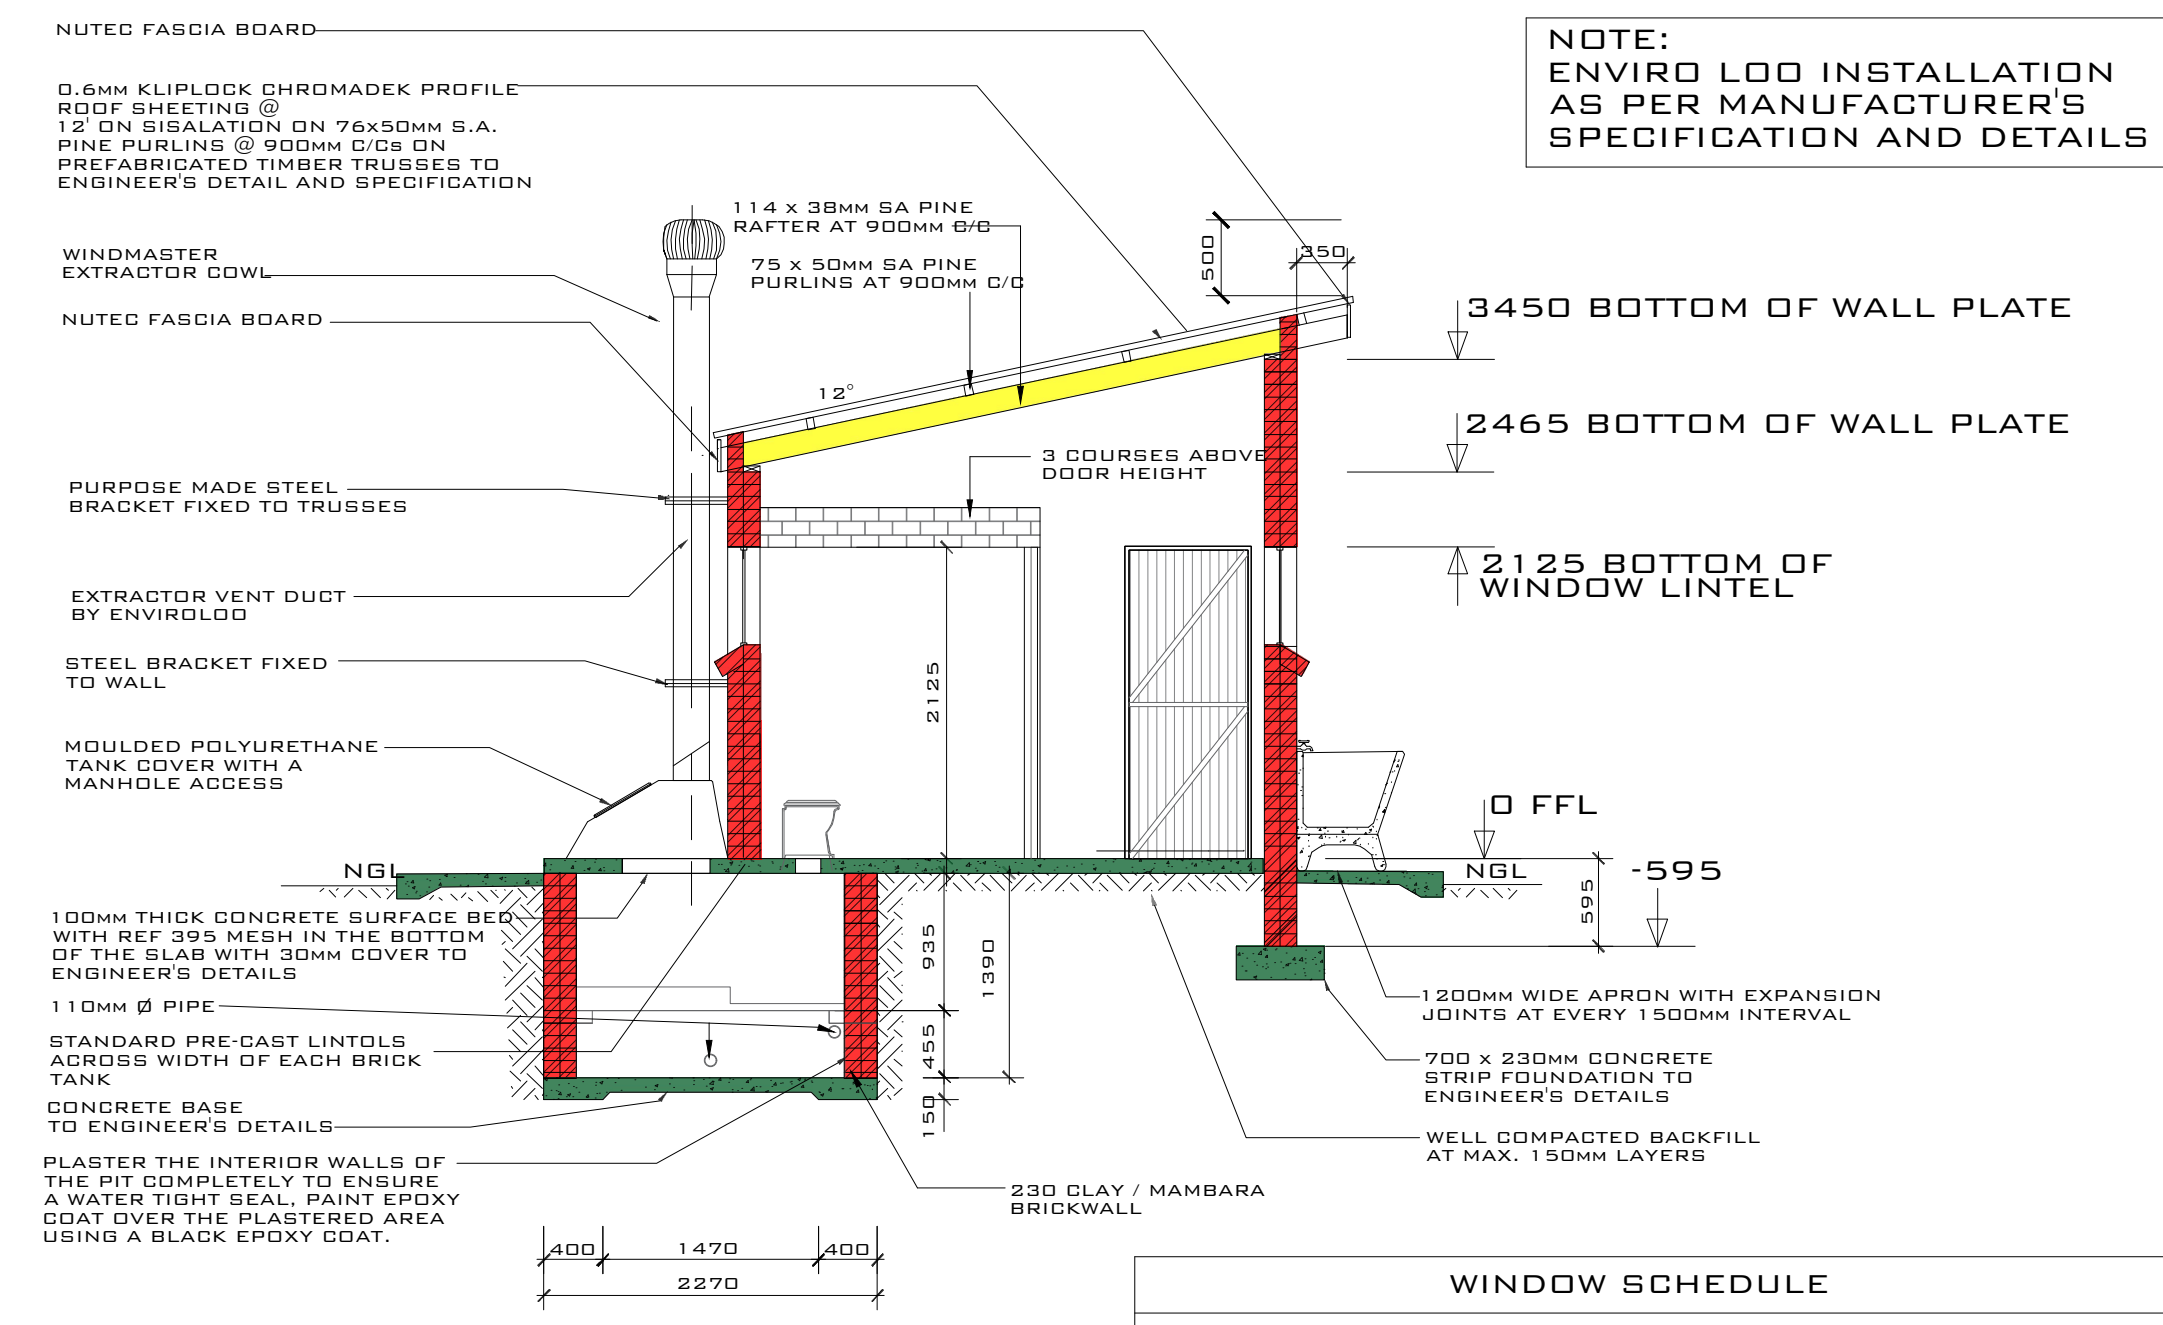 NUTEC FASCIA BOARD
0.6MM KLIPLOCK CHROMADEK PROFILE
ROOF SHEETING @
12' ON SISALATION ON 76x50MM S.A.
PINE PURLINS @ 900MM C/Cs ON
PREFABRICATED TIMBER TRUSSES TO
ENGINEER'S DETAIL AND SPECIFICATION
WINDMASTER
EXTRACTOR COWL
NUTEC FASCIA BOARD
PURPOSE MADE STEEL
BRACKET FIXED TO TRUSSES
EXTRACTOR VENT DUCT
BY ENVIROLOO
STEEL BRACKET FIXED
TO WALL
MOULDED POLYURETHANE
TANK COVER WITH A
MANHOLE ACCESS
NGL
100MM THICK CONCRETE SURFACE BED
WITH REF 395 MESH IN THE BOTTOM
OF THE SLAB WITH 30MM COVER TO
ENGINEER'S DETAILS
110MM Ø PIPE
STANDARD PRE-CAST LINTOLS
ACROSS WIDTH OF EACH BRICK
TANK
CONCRETE BASE
TO ENGINEER'S DETAILS
PLASTER THE INTERIOR WALLS OF
THE PIT COMPLETELY TO ENSURE
A WATER TIGHT SEAL, PAINT EPOXY
COAT OVER THE PLASTERED AREA
USING A BLACK EPOXY COAT.
114 x 38MM SA PINE
RAFTER AT 900MM C/C
75 x 50MM SA PINE
PURLINS AT 900MM C/C
12°
500
350
3 COURSES ABOVE
DOOR HEIGHT
2125
935
1390
455
150
400
1470
400
2270
230 CLAY / MAMBARA
BRICKWALL
NOTE:
ENVIRO LOO INSTALLATION
AS PER MANUFACTURER'S
SPECIFICATION AND DETAILS
3450 BOTTOM OF WALL PLATE
2465 BOTTOM OF WALL PLATE
2125 BOTTOM OF
WINDOW LINTEL
0 FFL
NGL
-595
595
1200MM WIDE APRON WITH EXPANSION
JOINTS AT EVERY 1500MM INTERVAL
700 x 230MM CONCRETE
STRIP FOUNDATION TO
ENGINEER'S DETAILS
WELL COMPACTED BACKFILL
AT MAX. 150MM LAYERS
WINDOW SCHEDULE